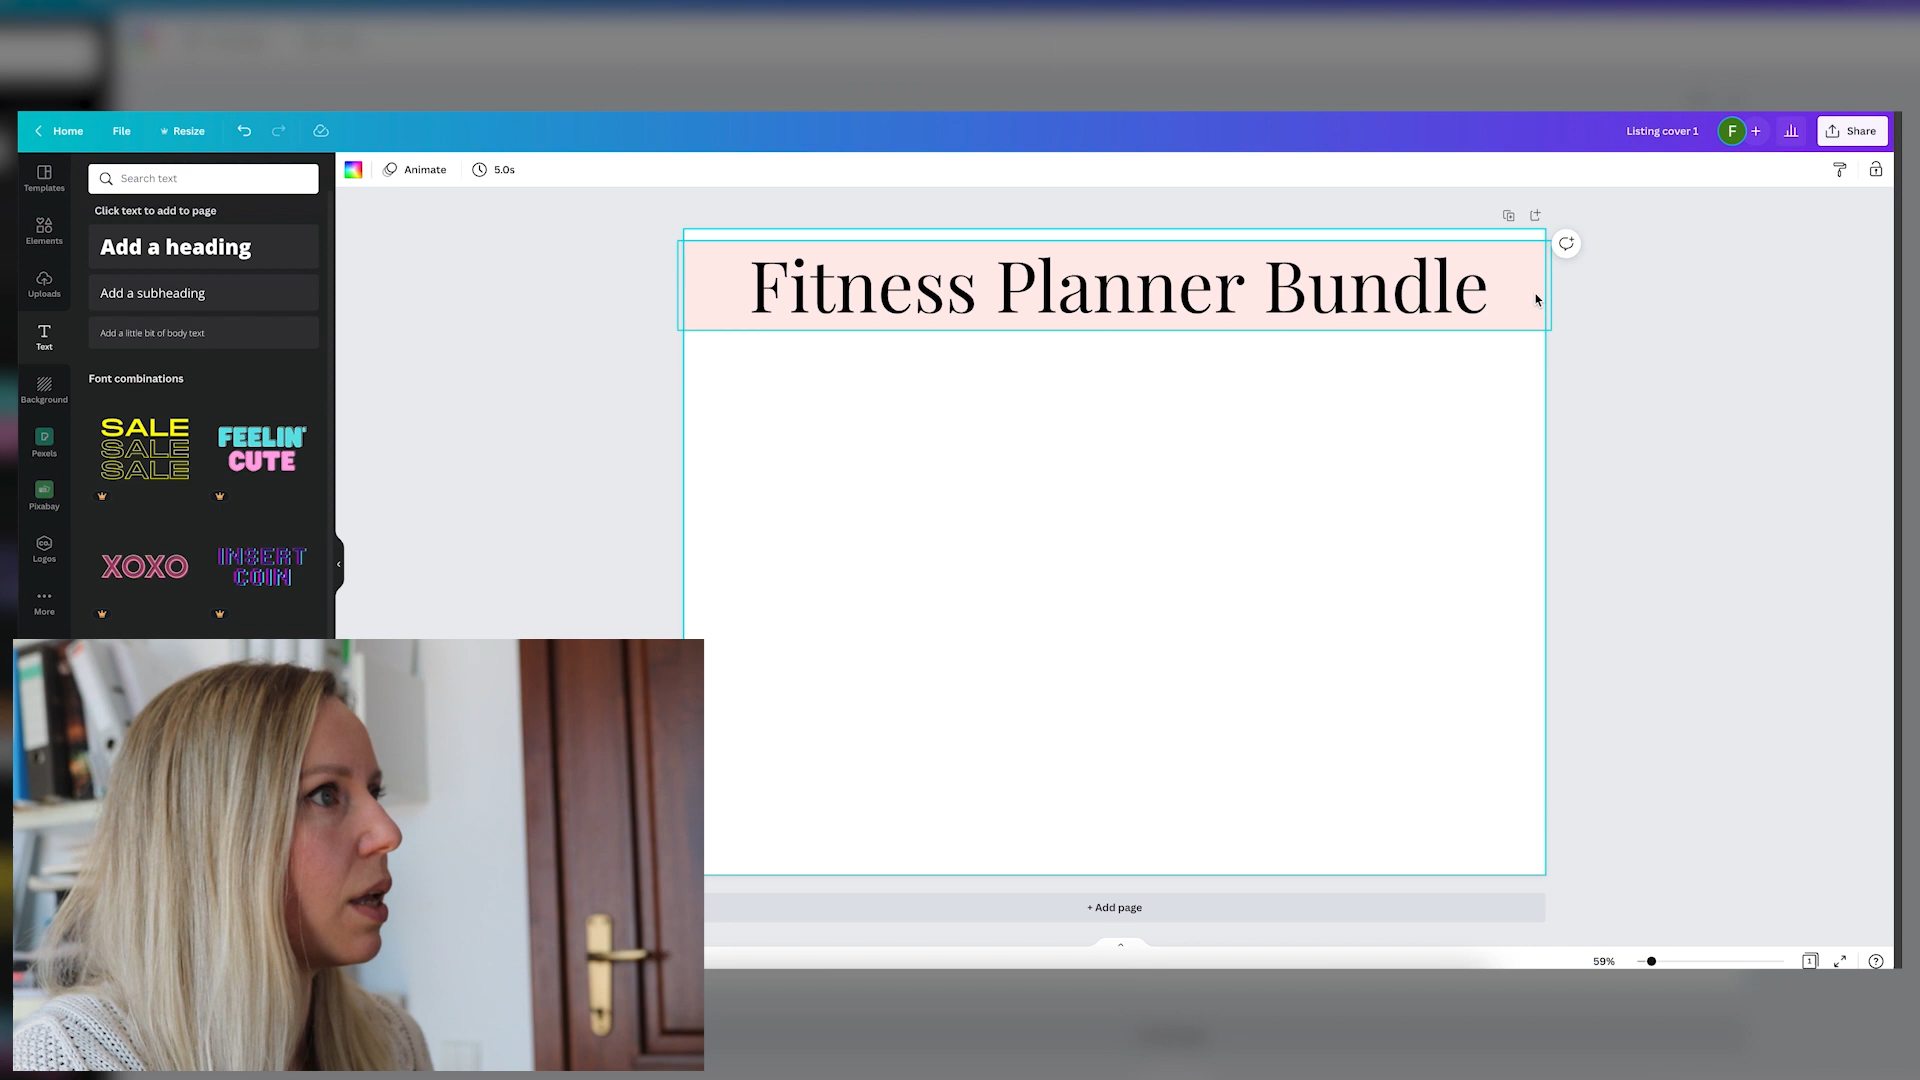 Home File Resize Listing cover 1 F + Share
Templates
Elements
Uploads
Text
Background
Pexels
Pixabay
Logos
More
Search text
Click text to add to page
Add a heading
Add a subheading
Add a little bit of body text
Font combinations
SALE
SALE
SALE
FEELIN'
CUTE
XOXO
INSERT
COIN
Animate 5.0s
Fitness Planner Bundle
+ Add page
59% 1 ?